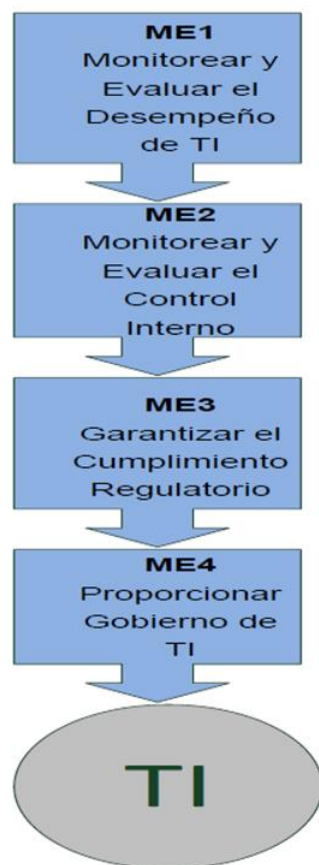 ME1
Monitorear y
Evaluar el
Desempeño
de TI
ME2
Monitorear y
Evaluar el
Control
Interno
ME3
Garantizar el
Cumplimiento
Regulatorio
ME4
Proporcionar
Gobierno de
TI
TI